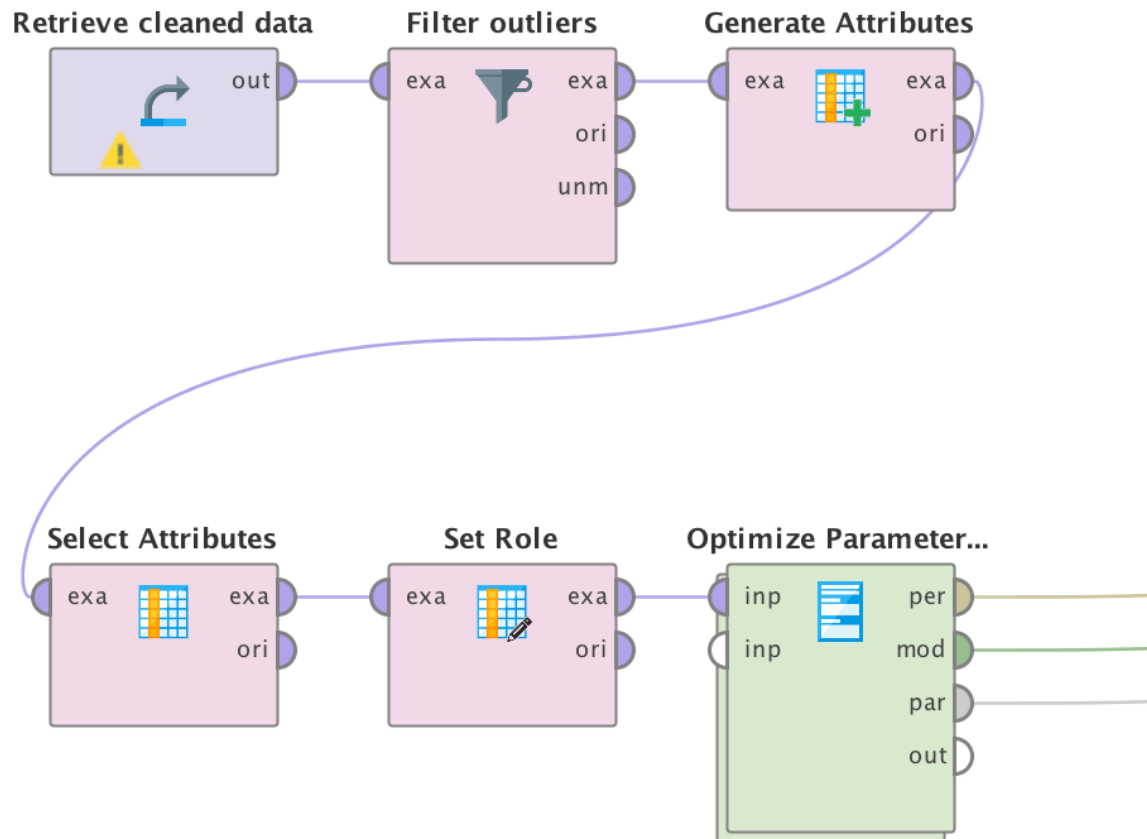 Retrieve cleaned data
Filter outliers
Generate Attributes
out
exa
exa
exa
exa
ori
ori
unm
Select Attributes
Set Role
Optimize Parameter...
exa
exa
exa
exa
inp
per
ori
ori
inp
mod
par
out